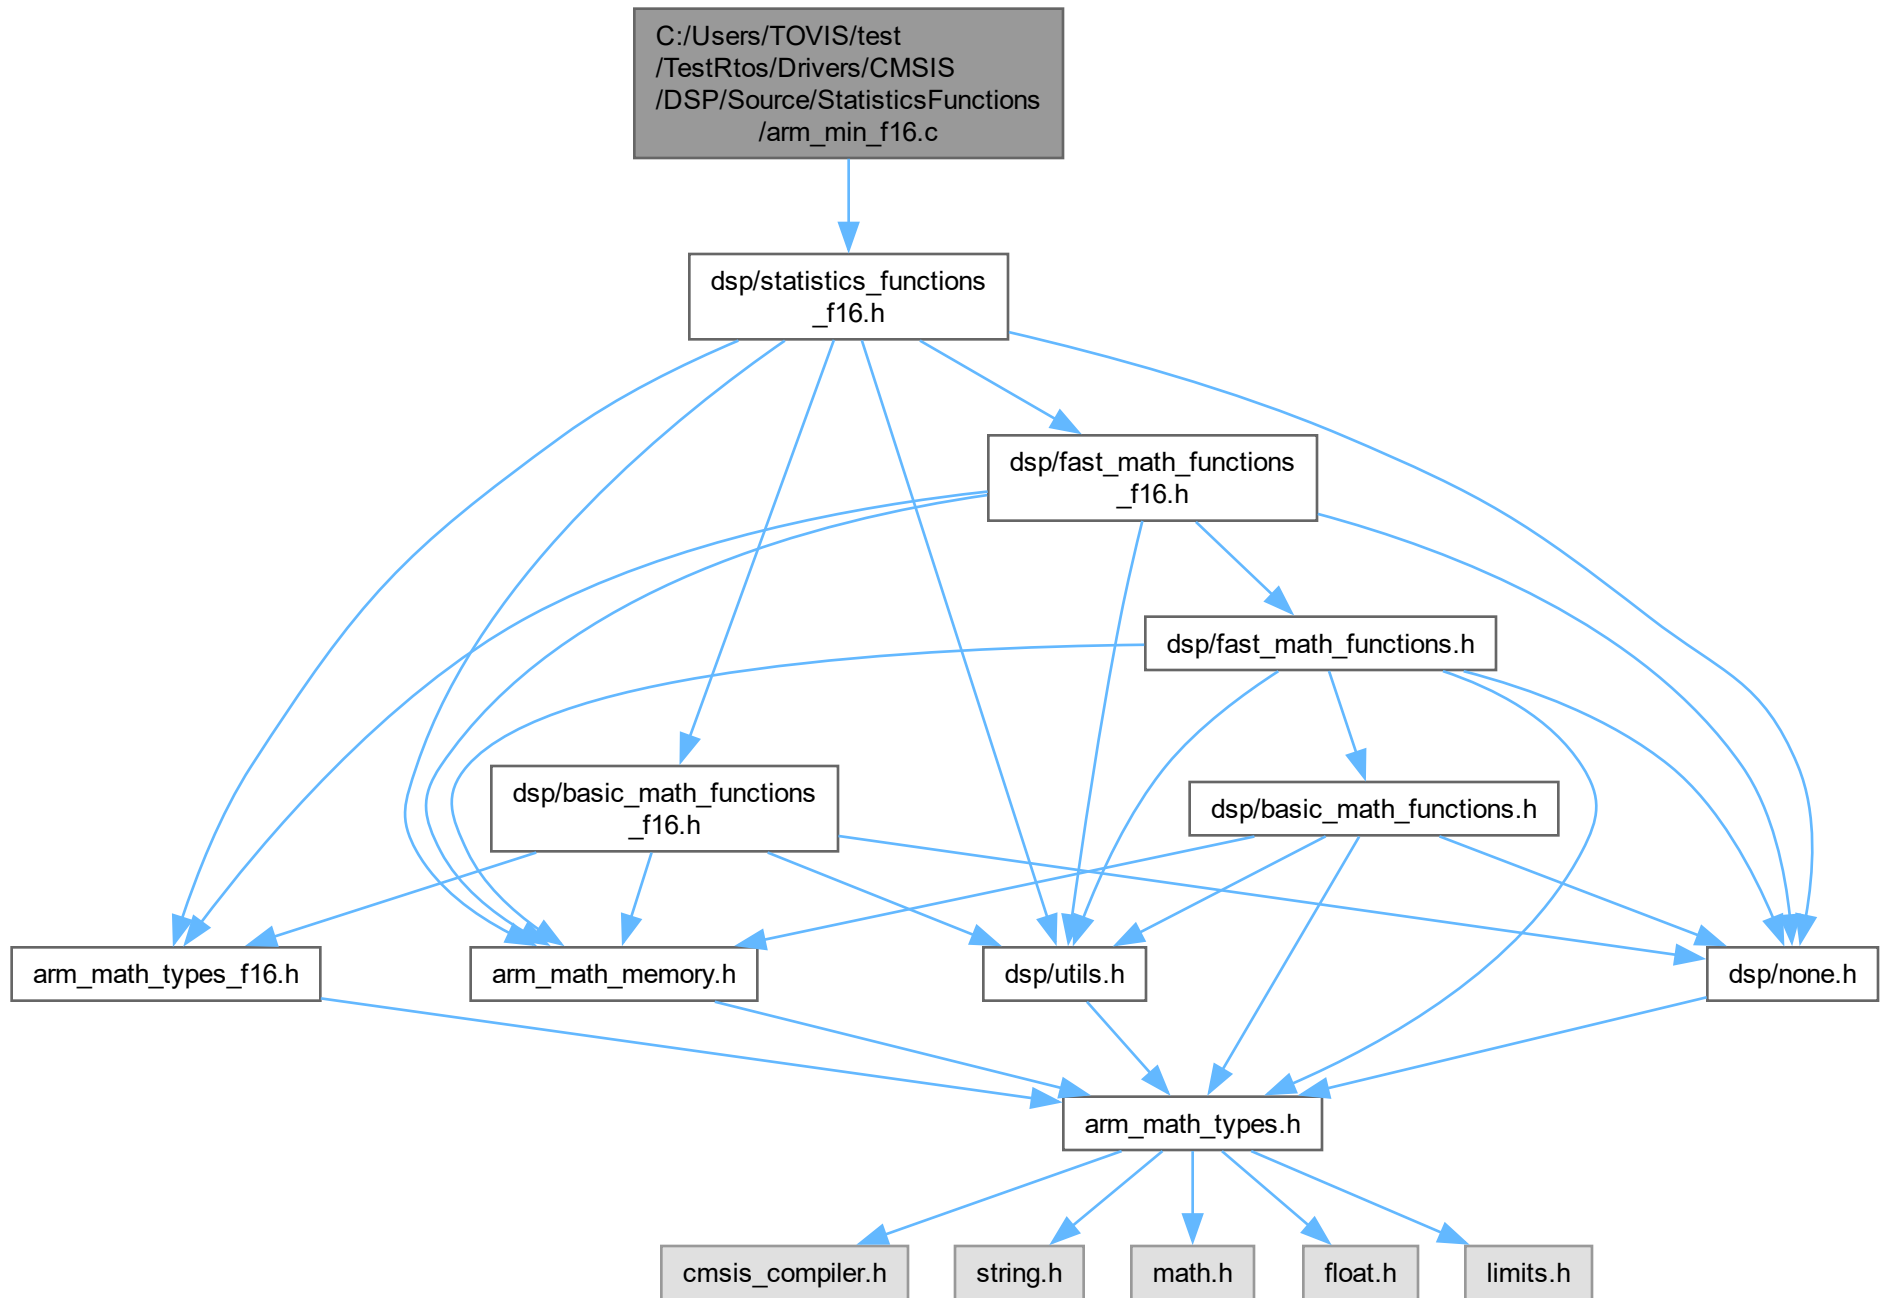 C:/Users/TOVIS/test
/TestRtos/Drivers/CMSIS
/DSP/Source/StatisticsFunctions
/arm_min_f16.c
dsp/statistics_functions
_f16.h
dsp/fast_math_functions
_f16.h
dsp/fast_math_functions.h
dsp/basic_math_functions
_f16.h
dsp/basic_math_functions.h
arm_math_types_f16.h
arm_math_memory.h
dsp/utils.h
dsp/none.h
arm_math_types.h
cmsis_compiler.h
string.h
math.h
float.h
limits.h